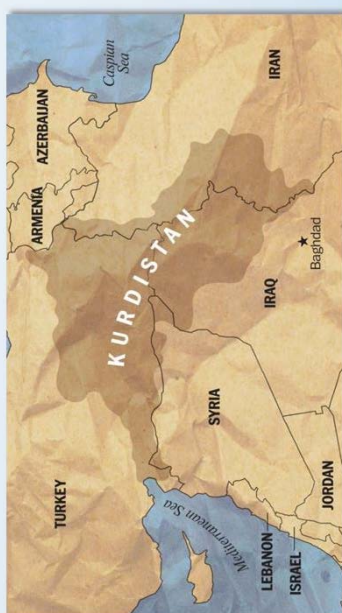 Caspian
Sea
AZERBAIJAN
ARMENIA
IRAN
TURKEY
KURDISTAN
SYRIA
IRAQ
Baghdad
Mediterranean Sea
LEBANON
ISRAEL
JORDAN